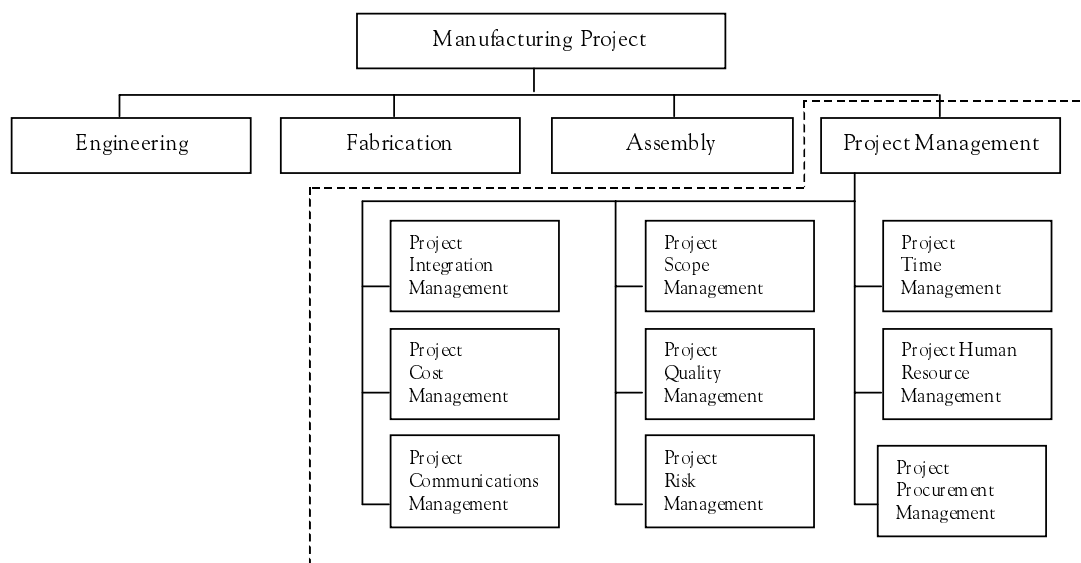 Manufacturing Project
Engineering
Fabrication
Assembly
Project Management
Project
Integration
Management
Project
Scope
Management
Project
Time
Management
Project
Cost
Management
Project
Quality
Management
Project Human
Resource
Management
Project
Communications
Management
Project
Risk
Management
Project
Procurement
Management